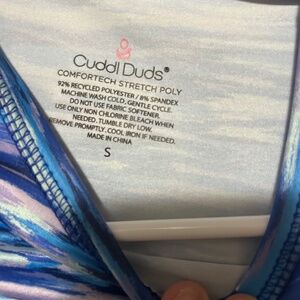 Cuddl Duds®
COMFORTECH STRETCH POLY
92% RECYCLED POLYESTER / 8% SPANDEX
MACHINE WASH COLD, GENTLE CYCLE.
DO NOT USE FABRIC SOFTENER.
USE ONLY NON CHLORINE BLEACH WHEN
NEEDED. TUMBLE DRY LOW.
REMOVE PROMPTLY. COOL IRON IF NEEDED.
MADE IN CHINA
S